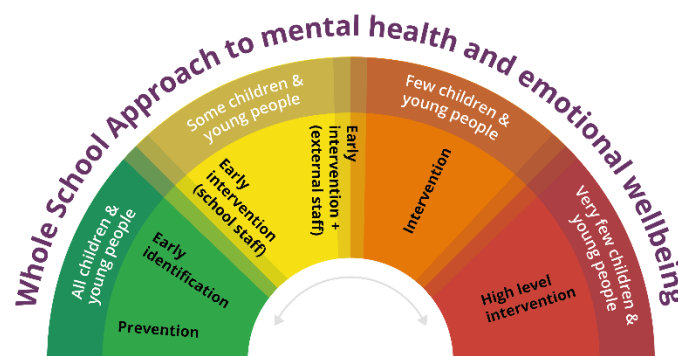 Whole School Approach to mental health and emotional wellbeing
All children &
young people
Some children &
young people
Few children &
young people
Very few children &
young people
Prevention
Early
identification
Early
intervention
(school staff)
Early
intervention +
(external staff)
Intervention
High level
intervention